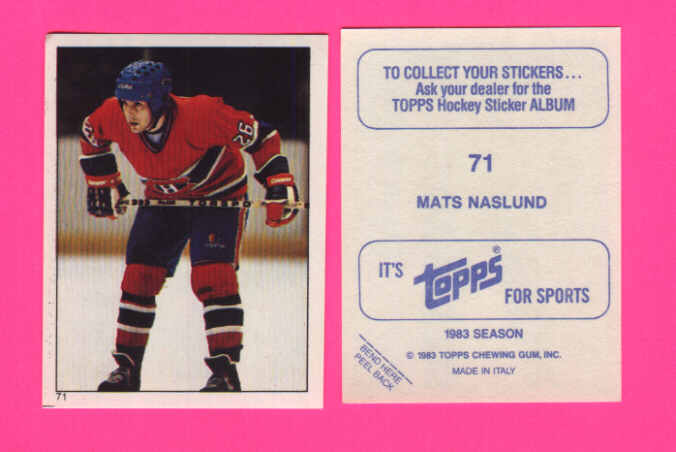 26
H
TORSPO
71
TO COLLECT YOUR STICKERS...
Ask your dealer for the
TOPPS Hockey Sticker ALBUM
71
MATS NASLUND
IT'S topps® FOR SPORTS
1983 SEASON
© 1983 TOPPS CHEWING GUM, INC.
MADE IN ITALY
BEND HERE
PEEL BACK